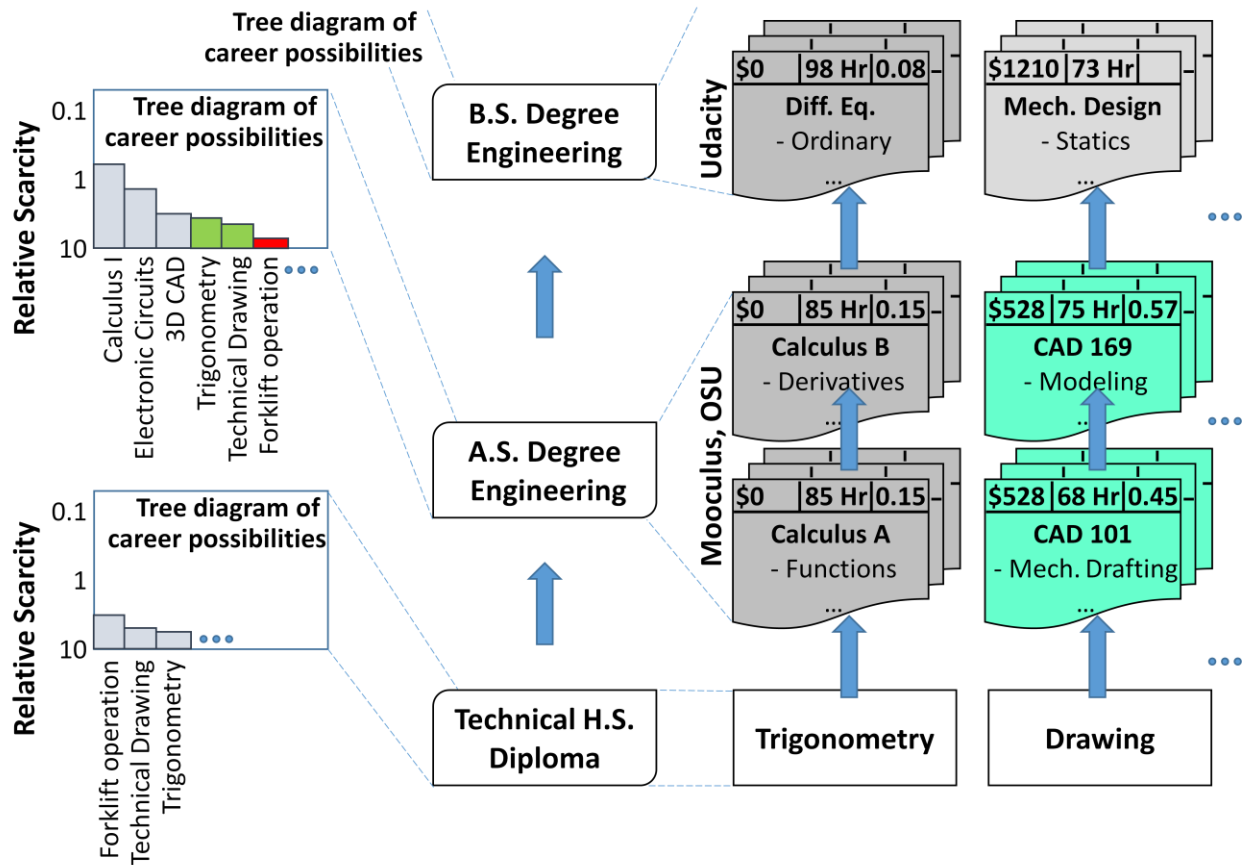 Tree diagram of
career possibilities
Relative Scarcity
0.1
1
10
Tree diagram of
career possibilities
Calculus I
Electronic Circuits
3D CAD
Trigonometry
Technical Drawing
Forklift operation
Relative Scarcity
0.1
1
10
Tree diagram of
career possibilities
Forklift operation
Technical Drawing
Trigonometry
B.S. Degree
Engineering
A.S. Degree
Engineering
Technical H.S.
Diploma
Udacity
$0 98 Hr 0.08
Diff. Eq.
- Ordinary
...
$1210 73 Hr
Mech. Design
- Statics
...
Mooculus, OSU
$0 85 Hr 0.15
Calculus B
- Derivatives
...
$528 75 Hr 0.57
CAD 169
- Modeling
...
$0 85 Hr 0.15
Calculus A
- Functions
...
$528 68 Hr 0.45
CAD 101
- Mech. Drafting
...
Trigonometry
Drawing